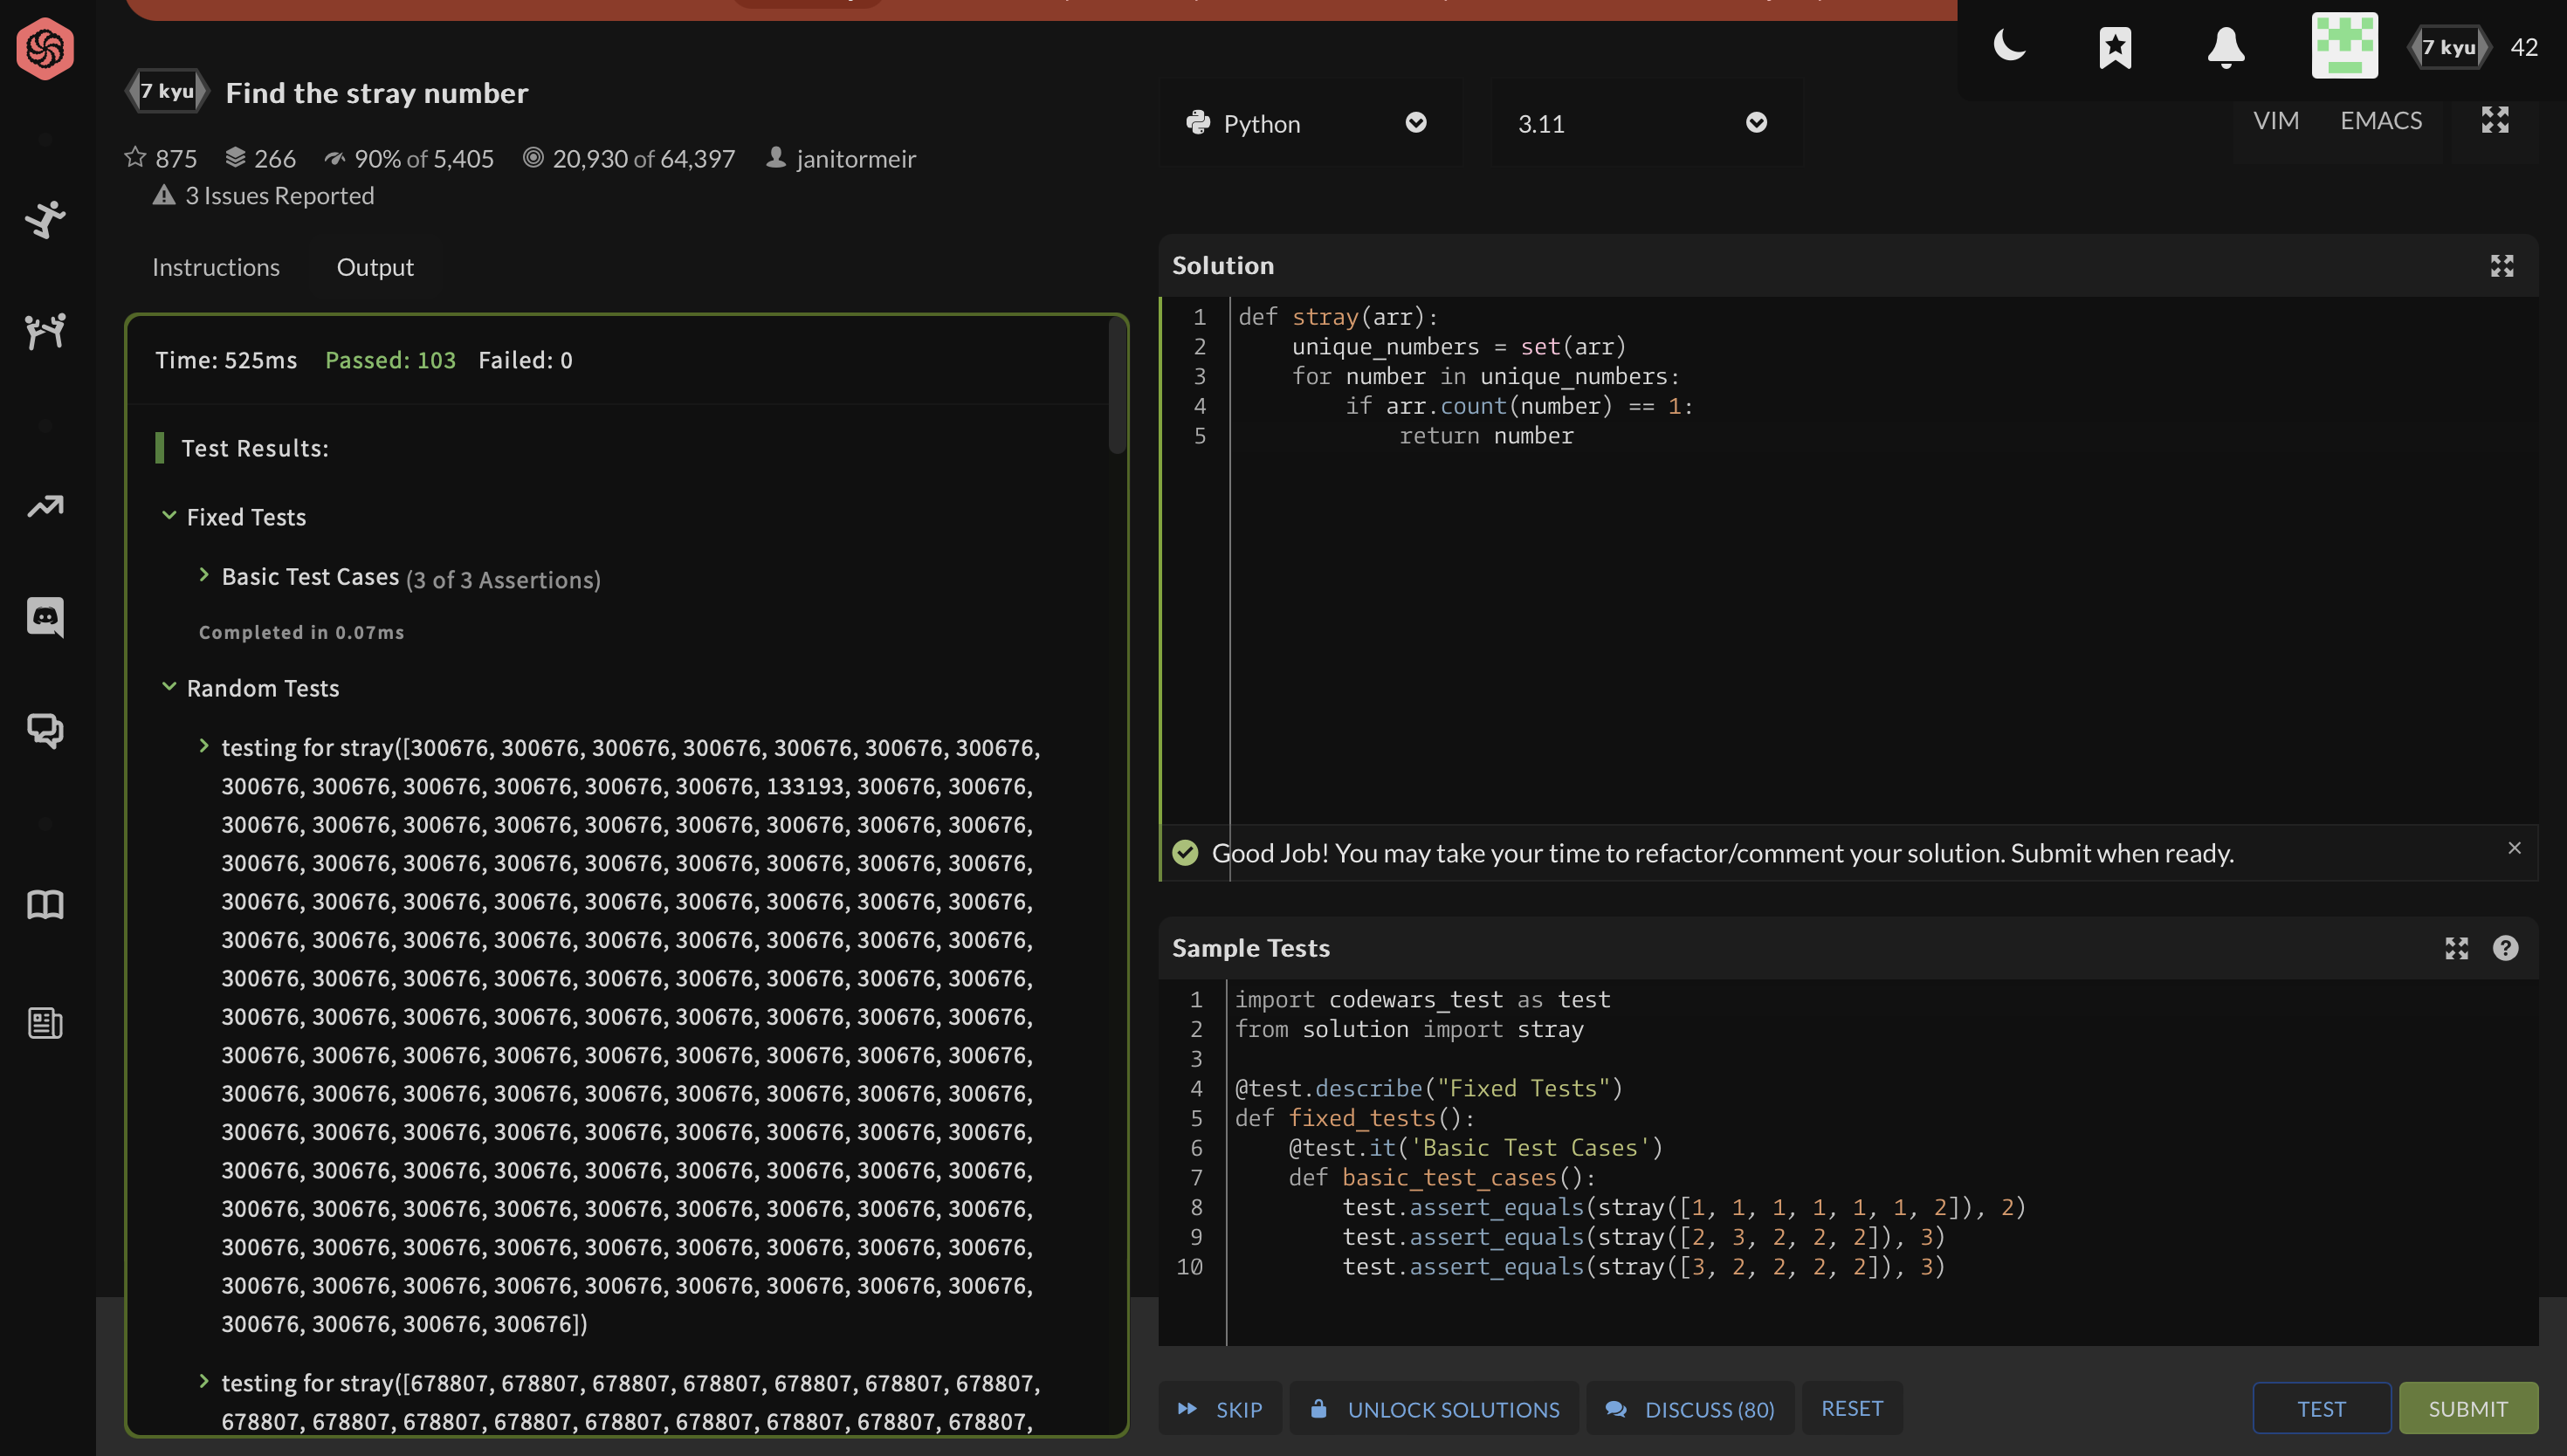 7 kyu
42
7 kyu Find the stray number
875 266 90% of 5,405 20,930 of 64,397 janitormeir
3 Issues Reported
Python
3.11
VIM EMACS
Instructions Output
Time: 525ms Passed: 103 Failed: 0
Test Results:
Fixed Tests
Basic Test Cases (3 of 3 Assertions)
Completed in 0.07ms
Random Tests
testing for stray([300676, 300676, 300676, 300676, 300676, 300676, 300676,
300676, 300676, 300676, 300676, 300676, 300676, 133193, 300676, 300676,
300676, 300676, 300676, 300676, 300676, 300676, 300676, 300676, 300676,
300676, 300676, 300676, 300676, 300676, 300676, 300676, 300676, 300676,
300676, 300676, 300676, 300676, 300676, 300676, 300676, 300676, 300676,
300676, 300676, 300676, 300676, 300676, 300676, 300676, 300676, 300676,
300676, 300676, 300676, 300676, 300676, 300676, 300676, 300676, 300676,
300676, 300676, 300676, 300676, 300676, 300676, 300676, 300676, 300676,
300676, 300676, 300676, 300676, 300676, 300676, 300676, 300676, 300676,
300676, 300676, 300676, 300676, 300676, 300676, 300676, 300676, 300676,
300676, 300676, 300676, 300676, 300676, 300676, 300676, 300676, 300676,
300676, 300676, 300676, 300676, 300676, 300676, 300676, 300676, 300676,
300676, 300676, 300676, 300676, 300676, 300676, 300676, 300676, 300676,
300676, 300676, 300676, 300676, 300676, 300676, 300676, 300676, 300676,
300676, 300676, 300676, 300676, 300676, 300676, 300676, 300676, 300676,
300676, 300676, 300676, 300676])
testing for stray([678807, 678807, 678807, 678807, 678807, 678807, 678807,
678807, 678807, 678807, 678807, 678807, 678807, 678807, 678807, 678807,
Solution
1 def stray(arr):
2     unique_numbers = set(arr)
3     for number in unique_numbers:
4         if arr.count(number) == 1:
5             return number
Good Job! You may take your time to refactor/comment your solution. Submit when ready.
Sample Tests
1 import codewars_test as test
2 from solution import stray
3
4 @test.describe("Fixed Tests")
5 def fixed_tests():
6     @test.it('Basic Test Cases')
7     def basic_test_cases():
8         test.assert_equals(stray([1, 1, 1, 1, 1, 1, 2]), 2)
9         test.assert_equals(stray([2, 3, 2, 2, 2]), 3)
10         test.assert_equals(stray([3, 2, 2, 2, 2]), 3)
SKIP UNLOCK SOLUTIONS DISCUSS (80) RESET TEST SUBMIT